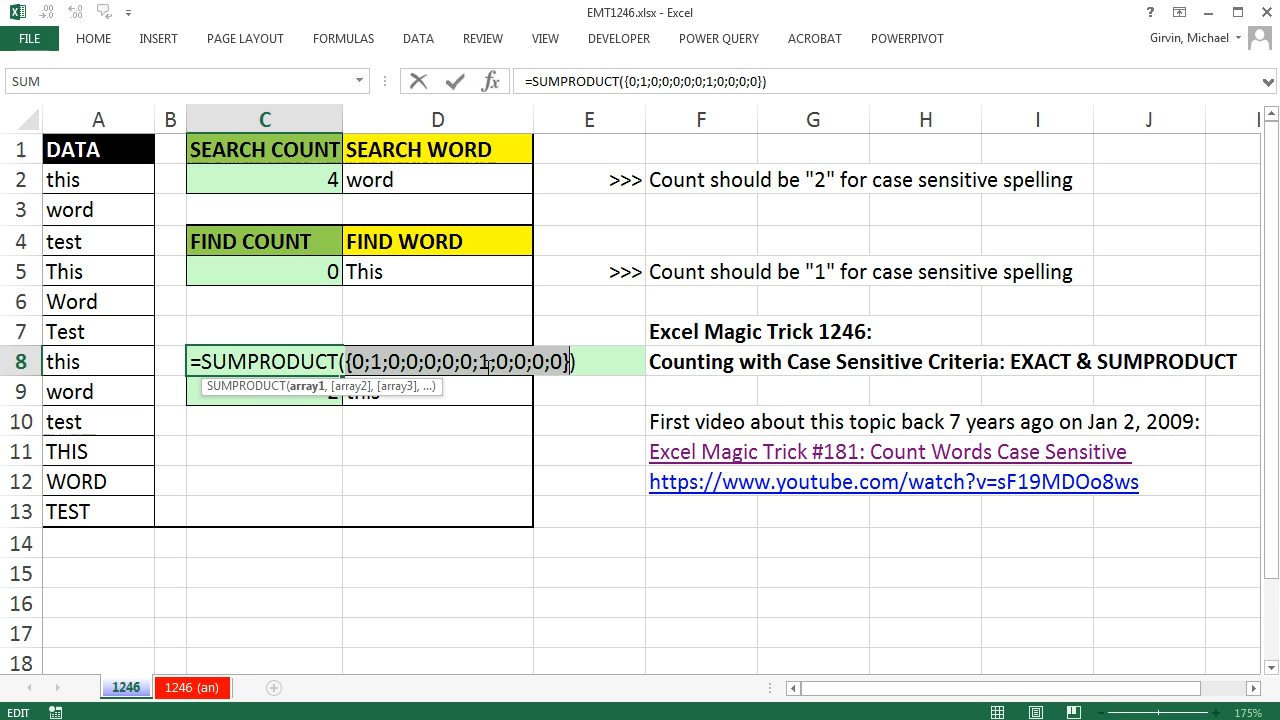 EMT1246.xlsx - Excel
FILE HOME INSERT PAGE LAYOUT FORMULAS DATA REVIEW VIEW DEVELOPER POWER QUERY ACROBAT POWERPIVOT Girvin, Michael
SUM =SUMPRODUCT({0;1;0;0;0;0;0;1;0;0;0;0})
A B C D E F G H I J
1 DATA SEARCH COUNT SEARCH WORD
2 this 4 word >>> Count should be "2" for case sensitive spelling
3 word
4 test FIND COUNT FIND WORD
5 This 0 This >>> Count should be "1" for case sensitive spelling
6 Word
7 Test Excel Magic Trick 1246:
8 this =SUMPRODUCT({0;1;0;0;0;0;0;1;0;0;0;0}) Counting with Case Sensitive Criteria: EXACT & SUMPRODUCT
SUMPRODUCT(array1, [array2], [array3], ...)
9 word 2 this
10 test First video about this topic back 7 years ago on Jan 2, 2009:
11 THIS Excel Magic Trick #181: Count Words Case Sensitive
12 WORD https://www.youtube.com/watch?v=sF19MDOo8ws
13 TEST
14
15
16
17
18
1246 1246 (an)
EDIT 175%